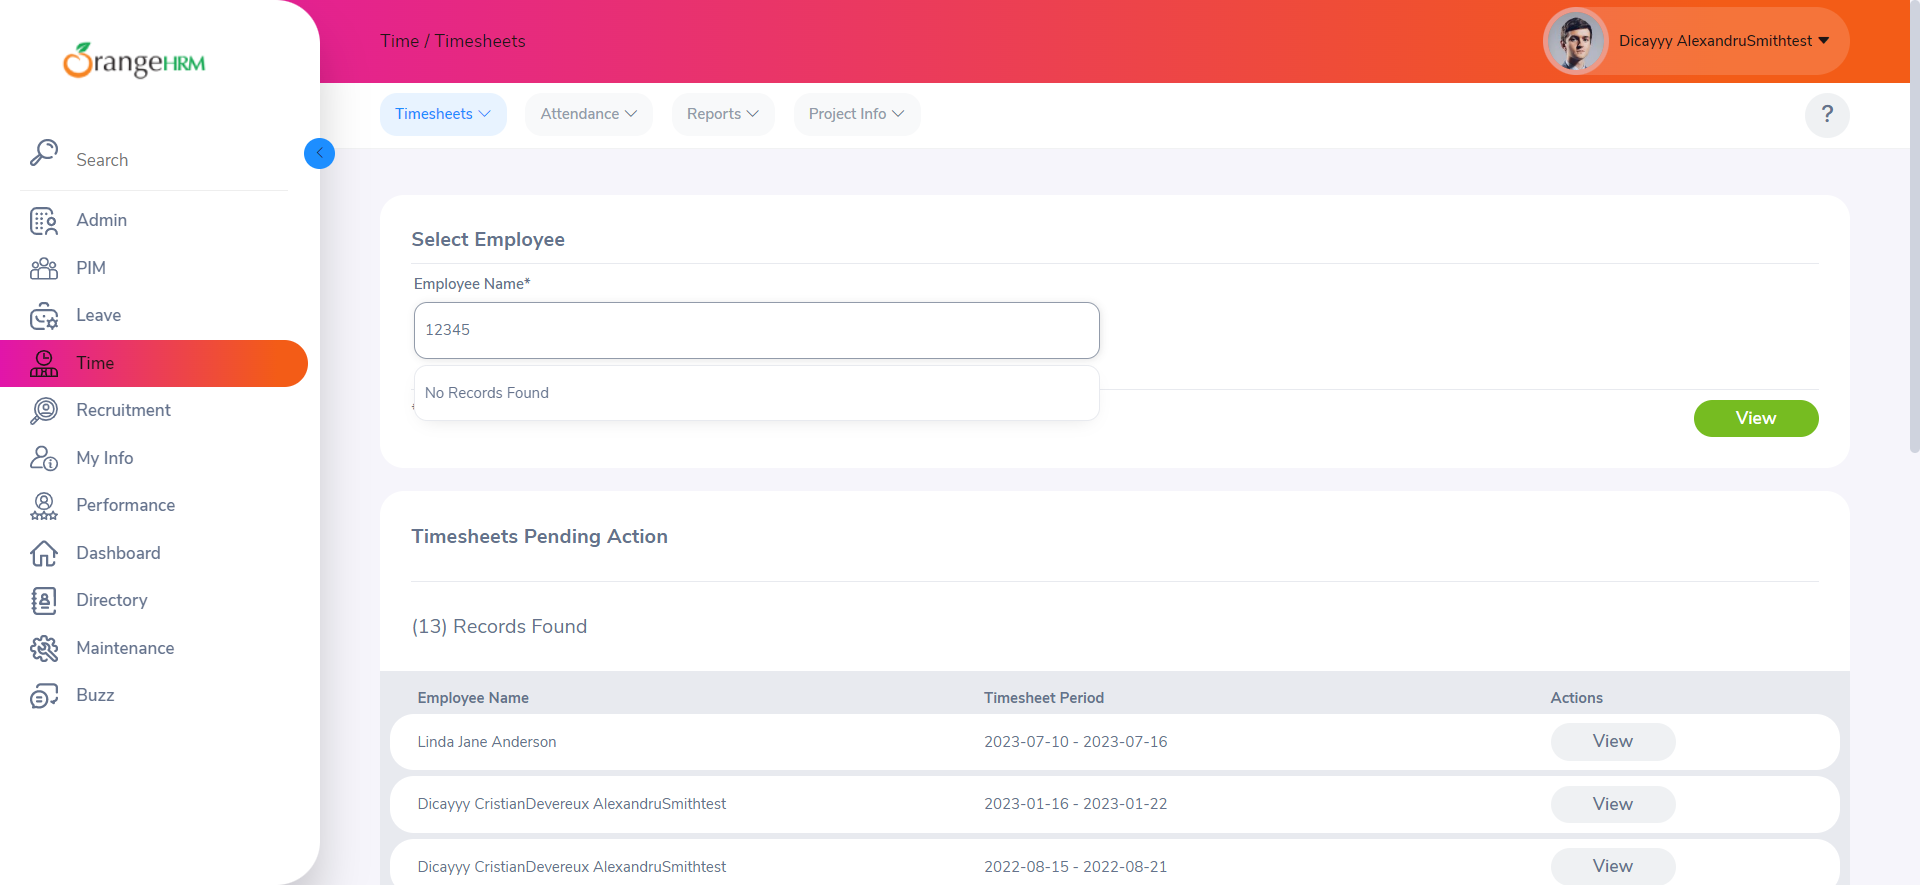 Time / Timesheets
Dicayyy AlexandruSmithtest
OrangeHRM
Timesheets
Attendance
Reports
Project Info
?
Search
Admin
PIM
Leave
Time
Recruitment
My Info
Performance
Dashboard
Directory
Maintenance
Buzz
Select Employee
Employee Name*
12345
No Records Found
View
Timesheets Pending Action
(13) Records Found
Employee Name Timesheet Period Actions
Linda Jane Anderson 2023-07-10 - 2023-07-16 View
Dicayyy CristianDevereux AlexandruSmithtest 2023-01-16 - 2023-01-22 View
Dicayyy CristianDevereux AlexandruSmithtest 2022-08-15 - 2022-08-21 View